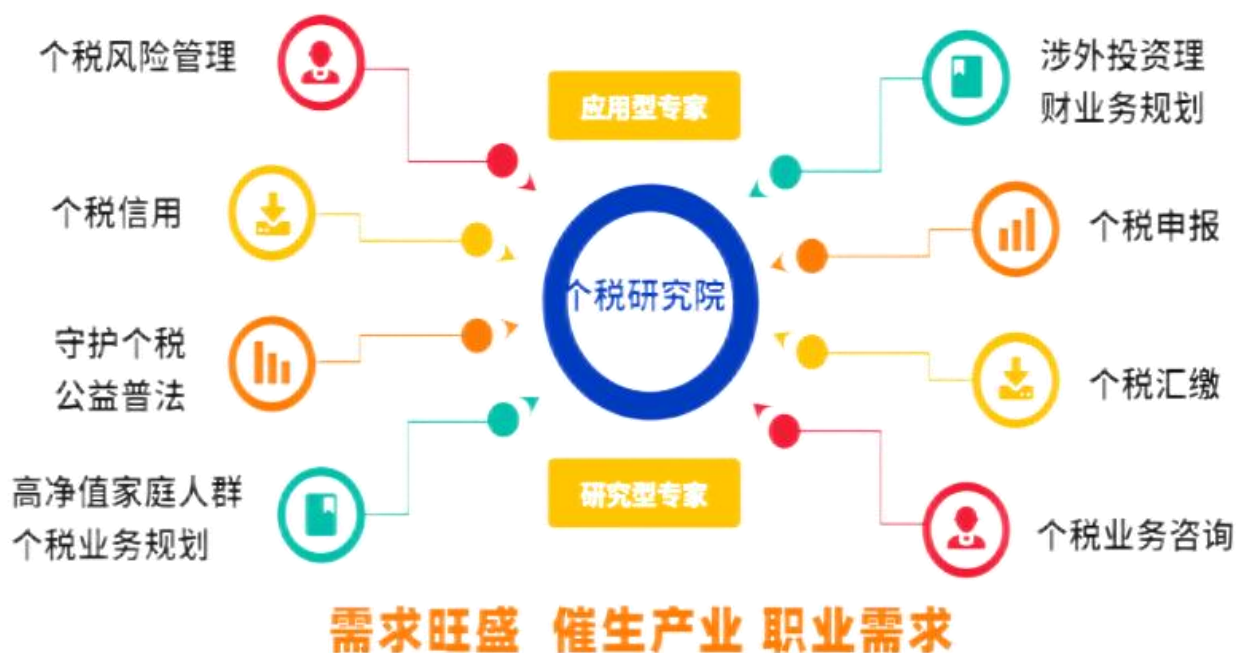 个税风险管理
个税信用
守护个税
公益普法
高净值家庭人群
个税业务规划
应用型专家
个税研究院
研究型专家
涉外投资理
财业务规划
个税申报
个税汇缴
个税业务咨询
需求旺盛 催生产业 职业需求